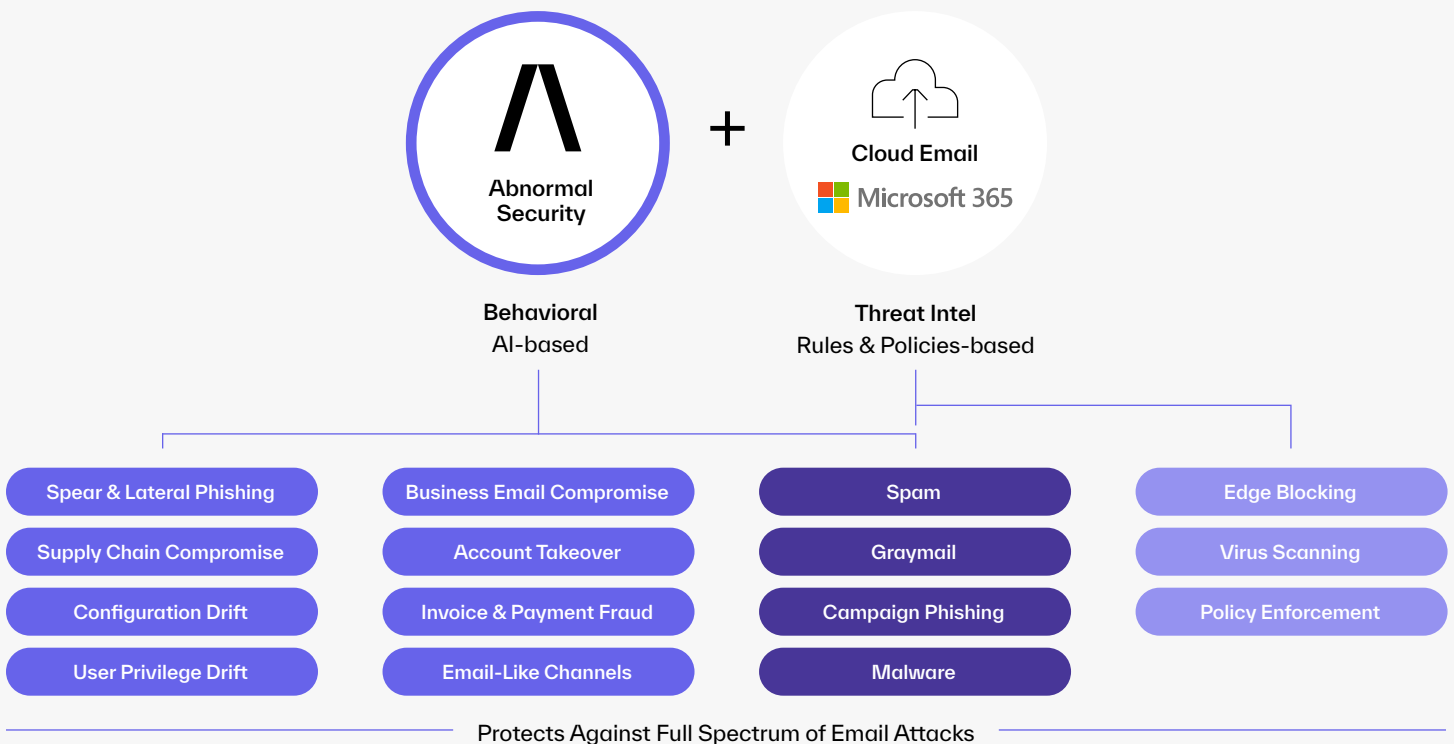 Abnormal
Security
+
Cloud Email
Microsoft 365
Behavioral
AI-based
Threat Intel
Rules & Policies-based
Spear & Lateral Phishing
Business Email Compromise
Spam
Edge Blocking
Supply Chain Compromise
Account Takeover
Graymail
Virus Scanning
Configuration Drift
Invoice & Payment Fraud
Campaign Phishing
Policy Enforcement
User Privilege Drift
Email-Like Channels
Malware
Protects Against Full Spectrum of Email Attacks